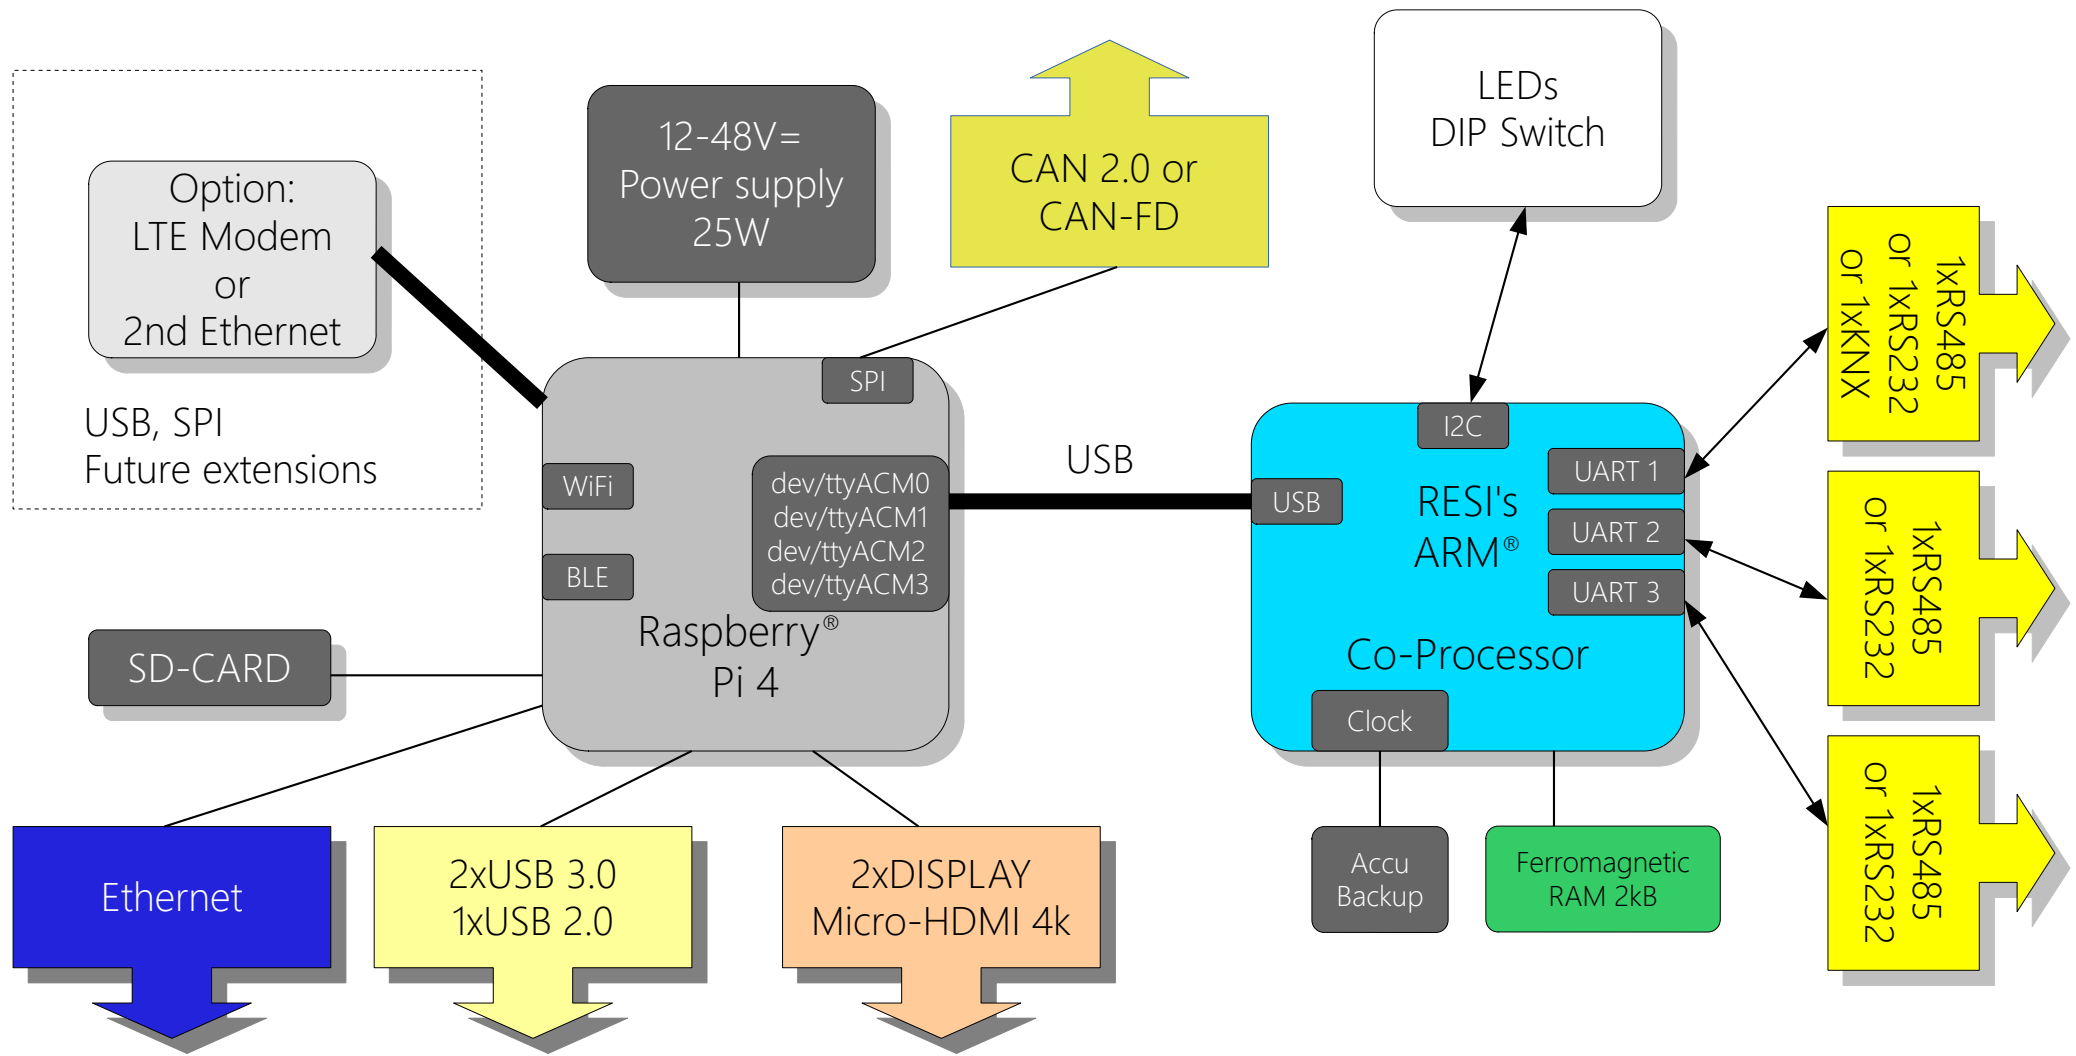 LEDs
DIP Switch
12-48V=
Power supply
25W
CAN 2.0 or
CAN-FD
Option:
LTE Modem
or
2nd Ethernet
USB, SPI
Future extensions
1xRS485
or 1xRS232
or 1xKNX
SPI
I2C
WiFi
BLE
dev/ttyACM0
dev/ttyACM1
dev/ttyACM2
dev/ttyACM3
Raspberry®
Pi 4
USB
USB
RESI's
ARM®
Co-Processor
UART 1
UART 2
UART 3
1xRS485
or 1xRS232
SD-CARD
Clock
1xRS485
or 1xRS232
Ethernet
2xUSB 3.0
1xUSB 2.0
2xDISPLAY
Micro-HDMI 4k
Accu
Backup
Ferromagnetic
RAM 2kB